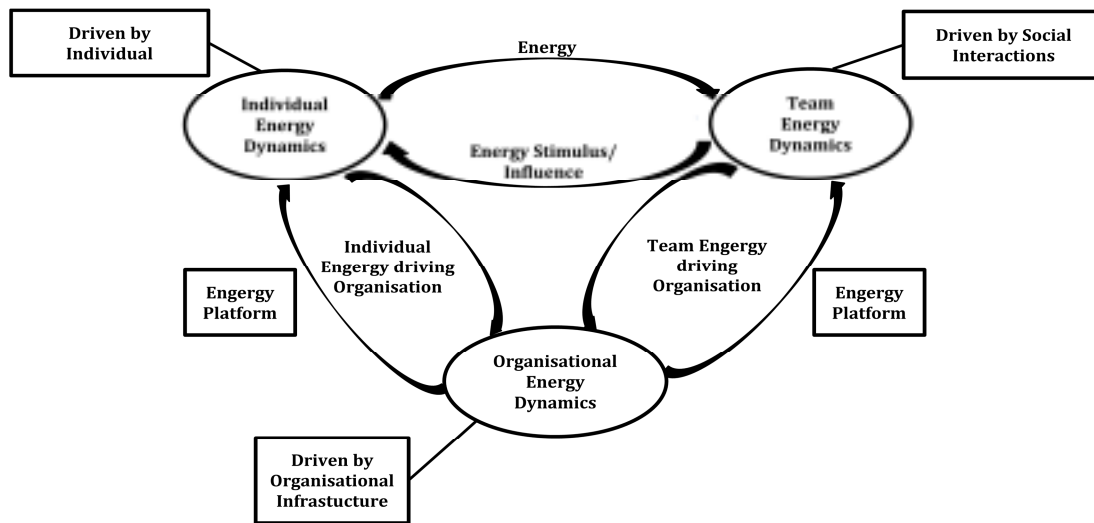 Driven by
Individual
Energy
Driven by Social
Interactions
Individual
Energy
Dynamics
Team
Energy
Dynamics
Energy Stimulus/
Influence
Individual
Engergy driving
Organisation
Team Engergy
driving
Organisation
Engergy
Platform
Engergy
Platform
Organisational
Energy
Dynamics
Driven by
Organisational
Infrastucture